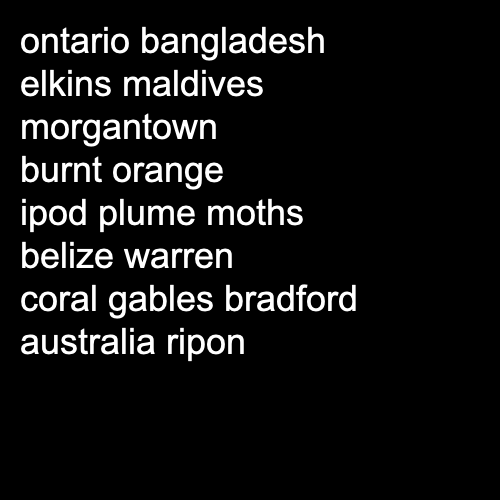 ontario bangladesh
elkins maldives
morgantown
burnt orange
ipod plume moths
belize warren
coral gables bradford
australia ripon